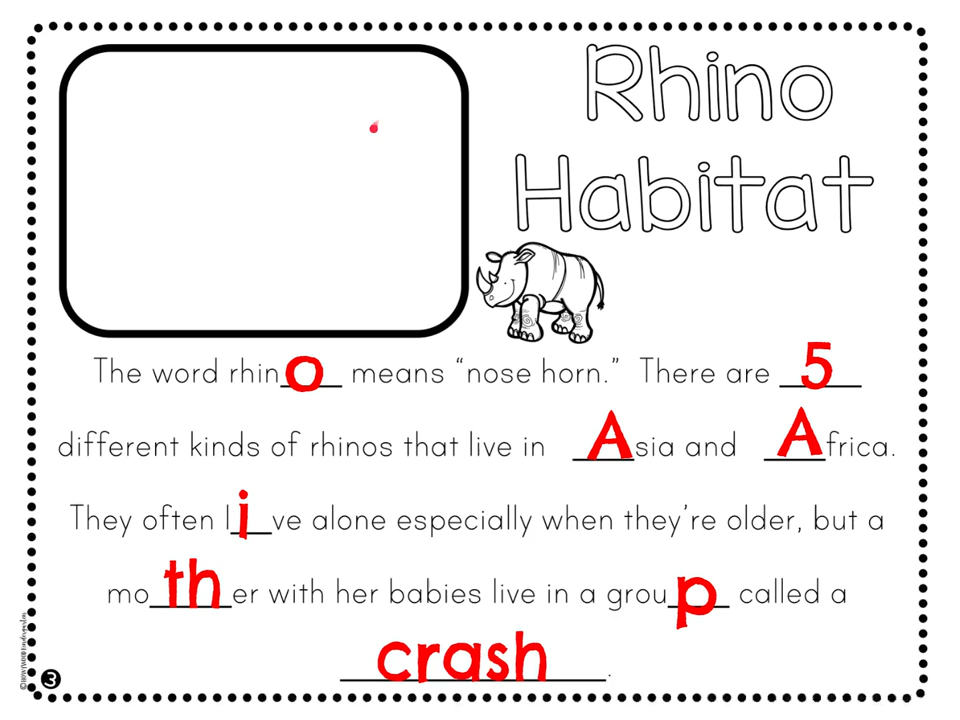 Rhino
Habitat
The word rhino means “nose horn.” There are 5
different kinds of rhinos that live in Asia and Africa.
They often live alone especially when they’re older, but a
mother with her babies live in a group called a
crash.
3